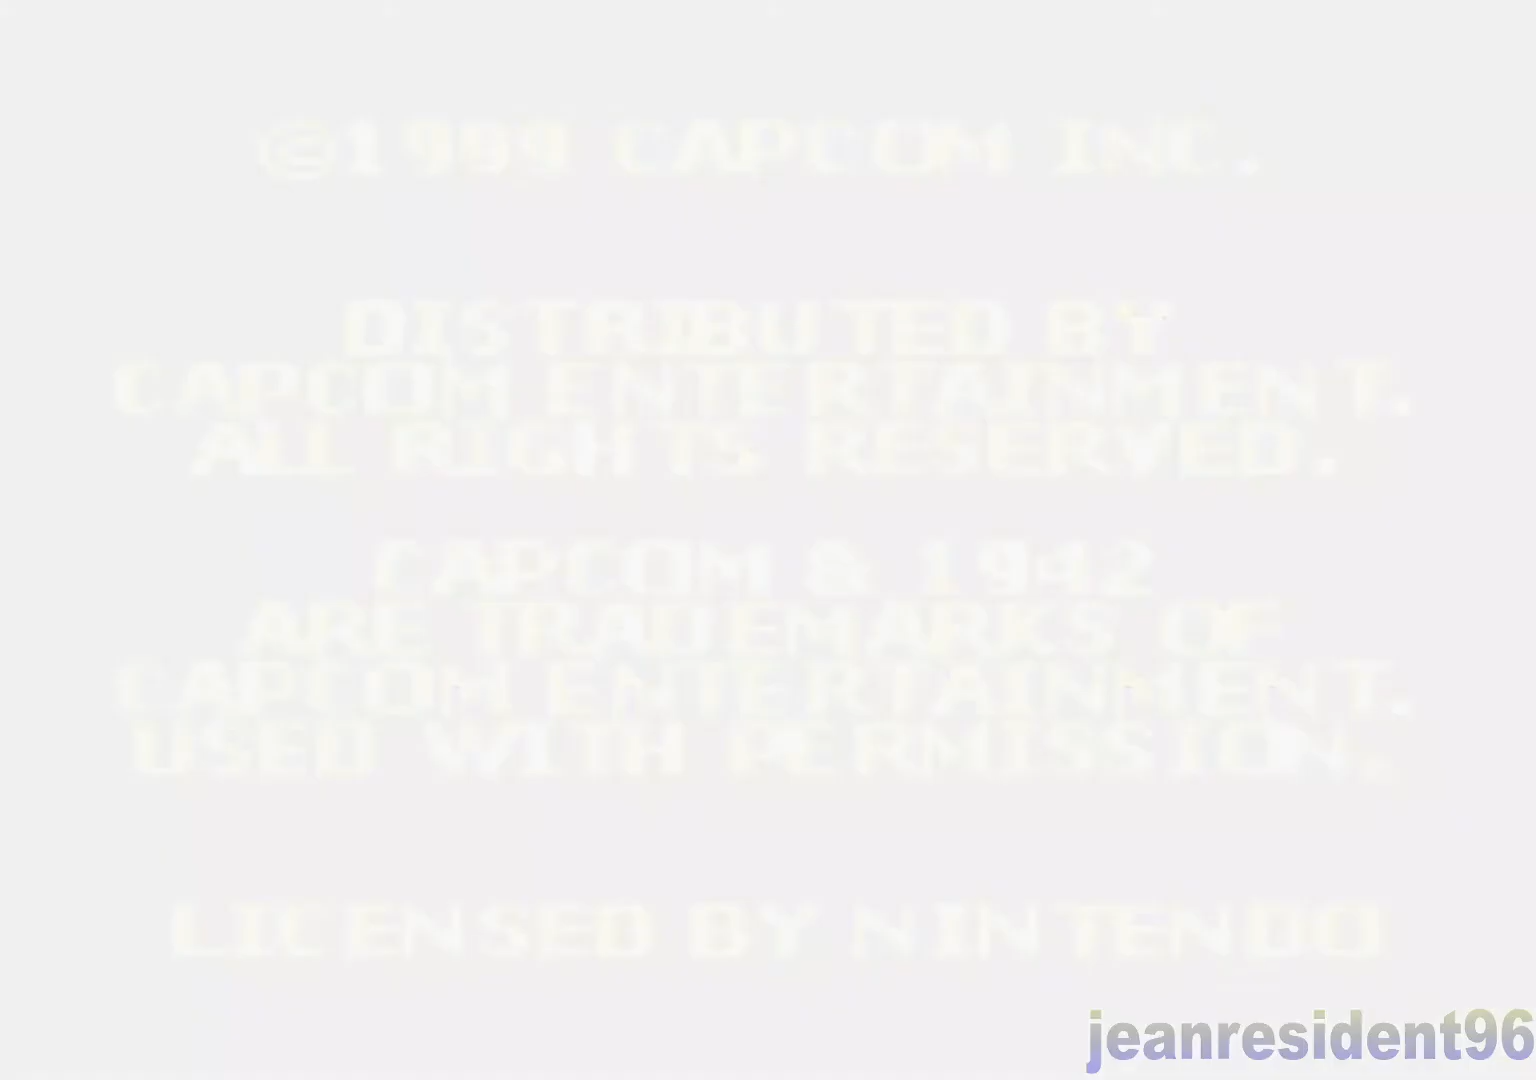 ©1999 CAPCOM INC.
DISTRIBUTED BY
CAPCOM ENTERTAINMENT.
ALL RIGHTS RESERVED.
CAPCOM & 1942
ARE TRADEMARKS OF
CAPCOM ENTERTAINMENT.
USED WITH PERMISSION.
LICENSED BY NINTENDO
jeanresident96